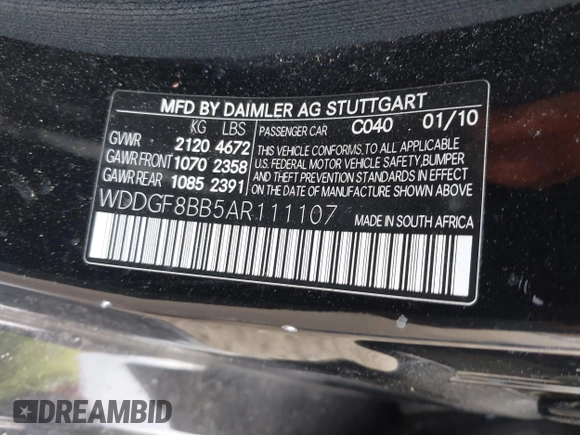 MFD BY DAIMLER AG STUTTGART
KG LBS PASSENGER CAR C040 01/10
GVWR 2120 4672 THIS VEHICLE CONFORMS, TO ALL APPLICABLE
GAWR FRONT 1070 2358 U.S. FEDERAL MOTOR VEHICLE SAFETY, BUMPER
GAWR REAR 1085 2391 AND THEFT PREVENTION STANDARDS IN EFFECT
ON THE DATE OF MANUFACTURE SHOWN ABOVE.
WDDGF8BB5AR111107 MADE IN SOUTH AFRICA
DREAMBID